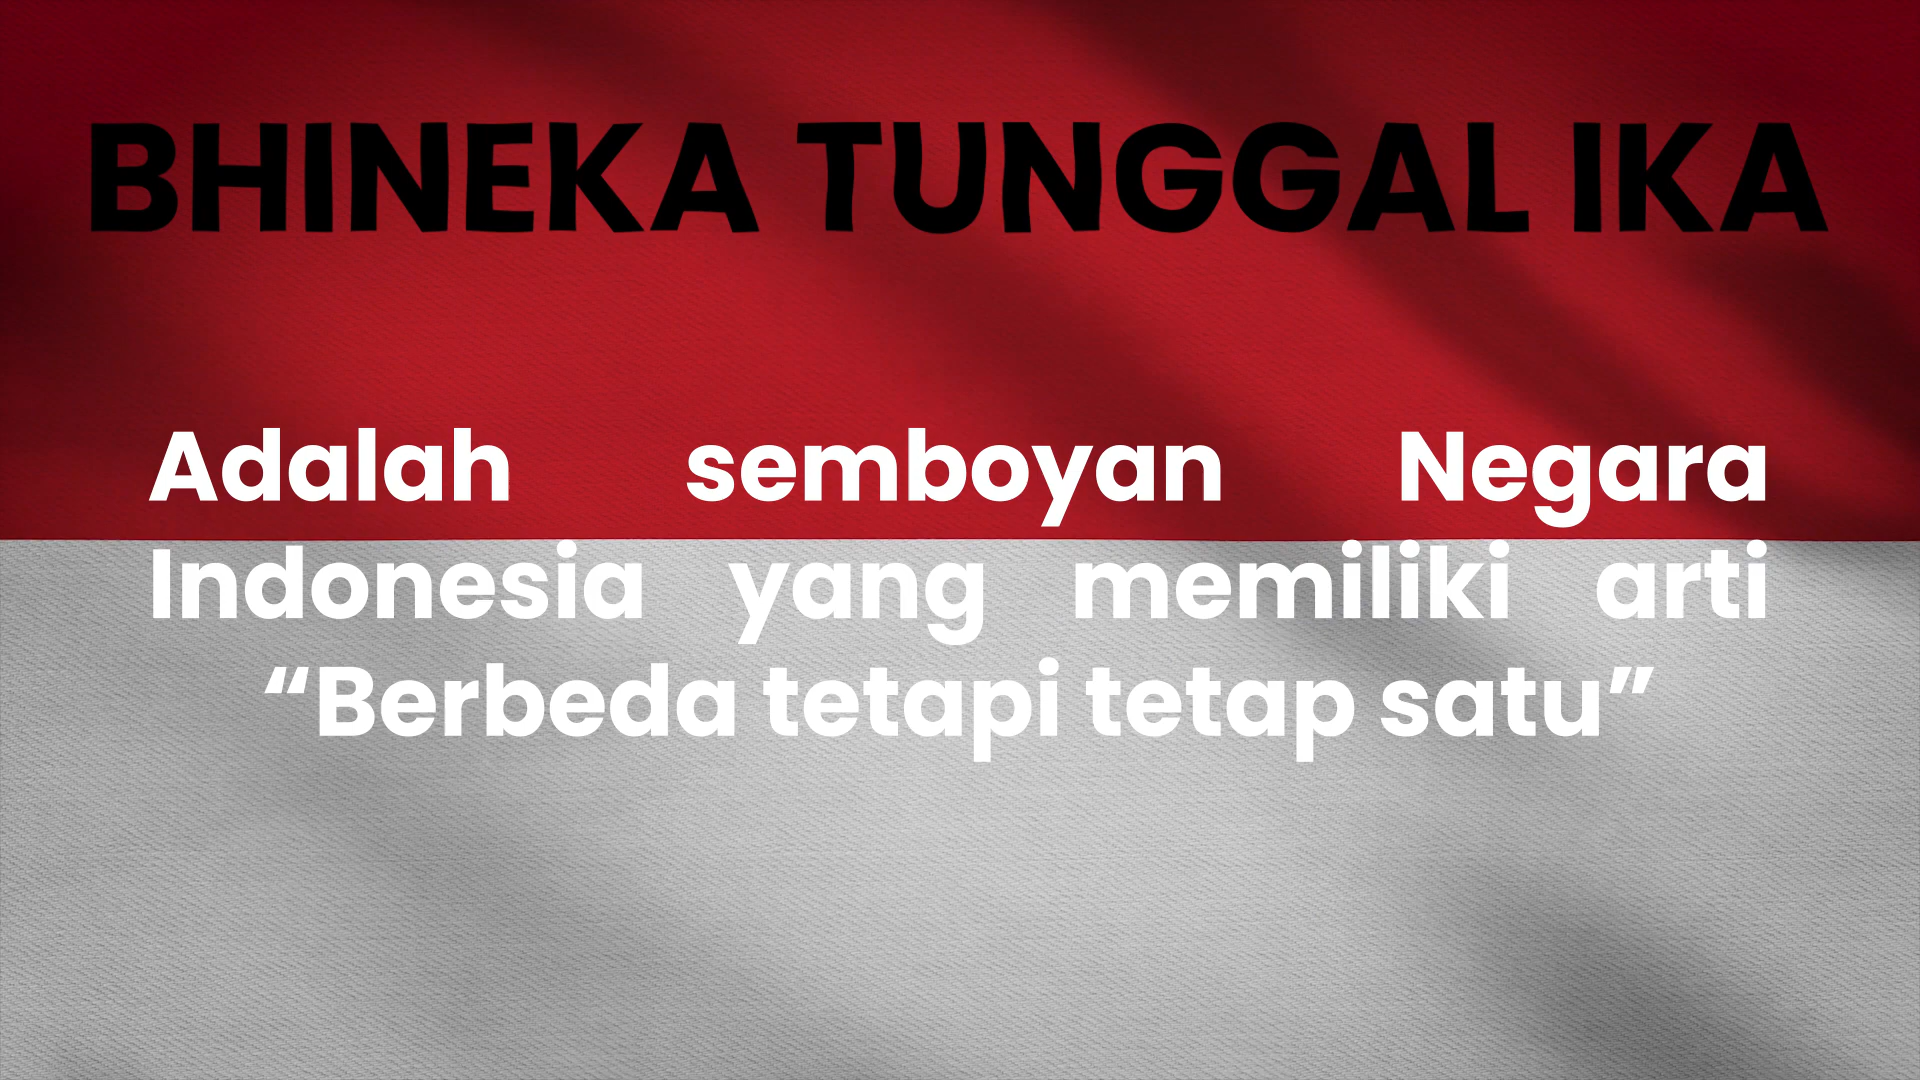 BHINEKA TUNGGAL IKA
Adalah semboyan Negara
Indonesia yang memiliki arti
“Berbeda tetapi tetap satu”